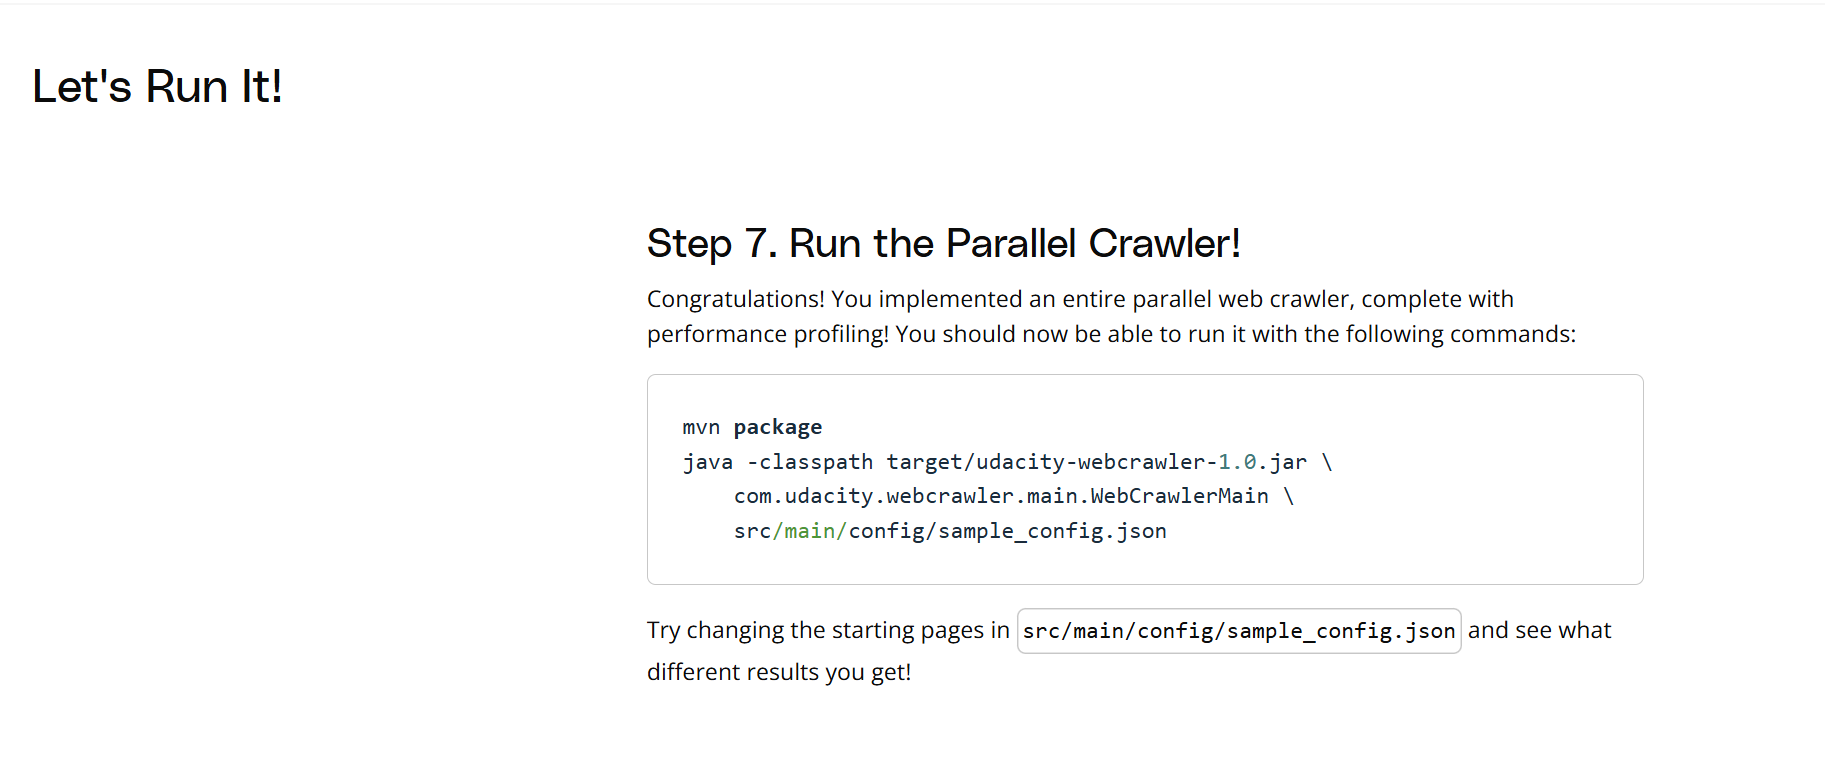 Let's Run It!
Step 7. Run the Parallel Crawler!
Congratulations! You implemented an entire parallel web crawler, complete with
performance profiling! You should now be able to run it with the following commands:
mvn package
java -classpath target/udacity-webcrawler-1.0.jar \
    com.udacity.webcrawler.main.WebCrawlerMain \
    src/main/config/sample_config.json
Try changing the starting pages in src/main/config/sample_config.json and see what
different results you get!